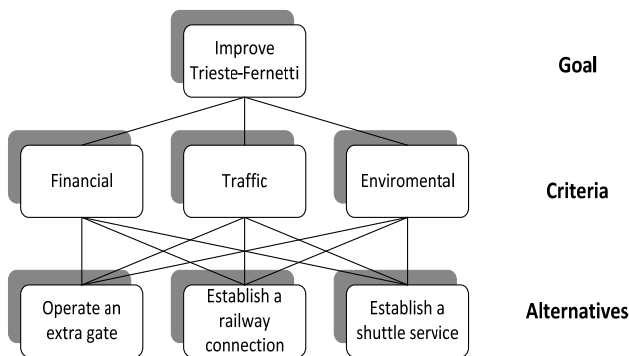 Improve
Trieste-Fernetti
Goal
Financial
Traffic
Enviromental
Criteria
Operate an
extra gate
Establish a
railway
connection
Establish a
shuttle service
Alternatives